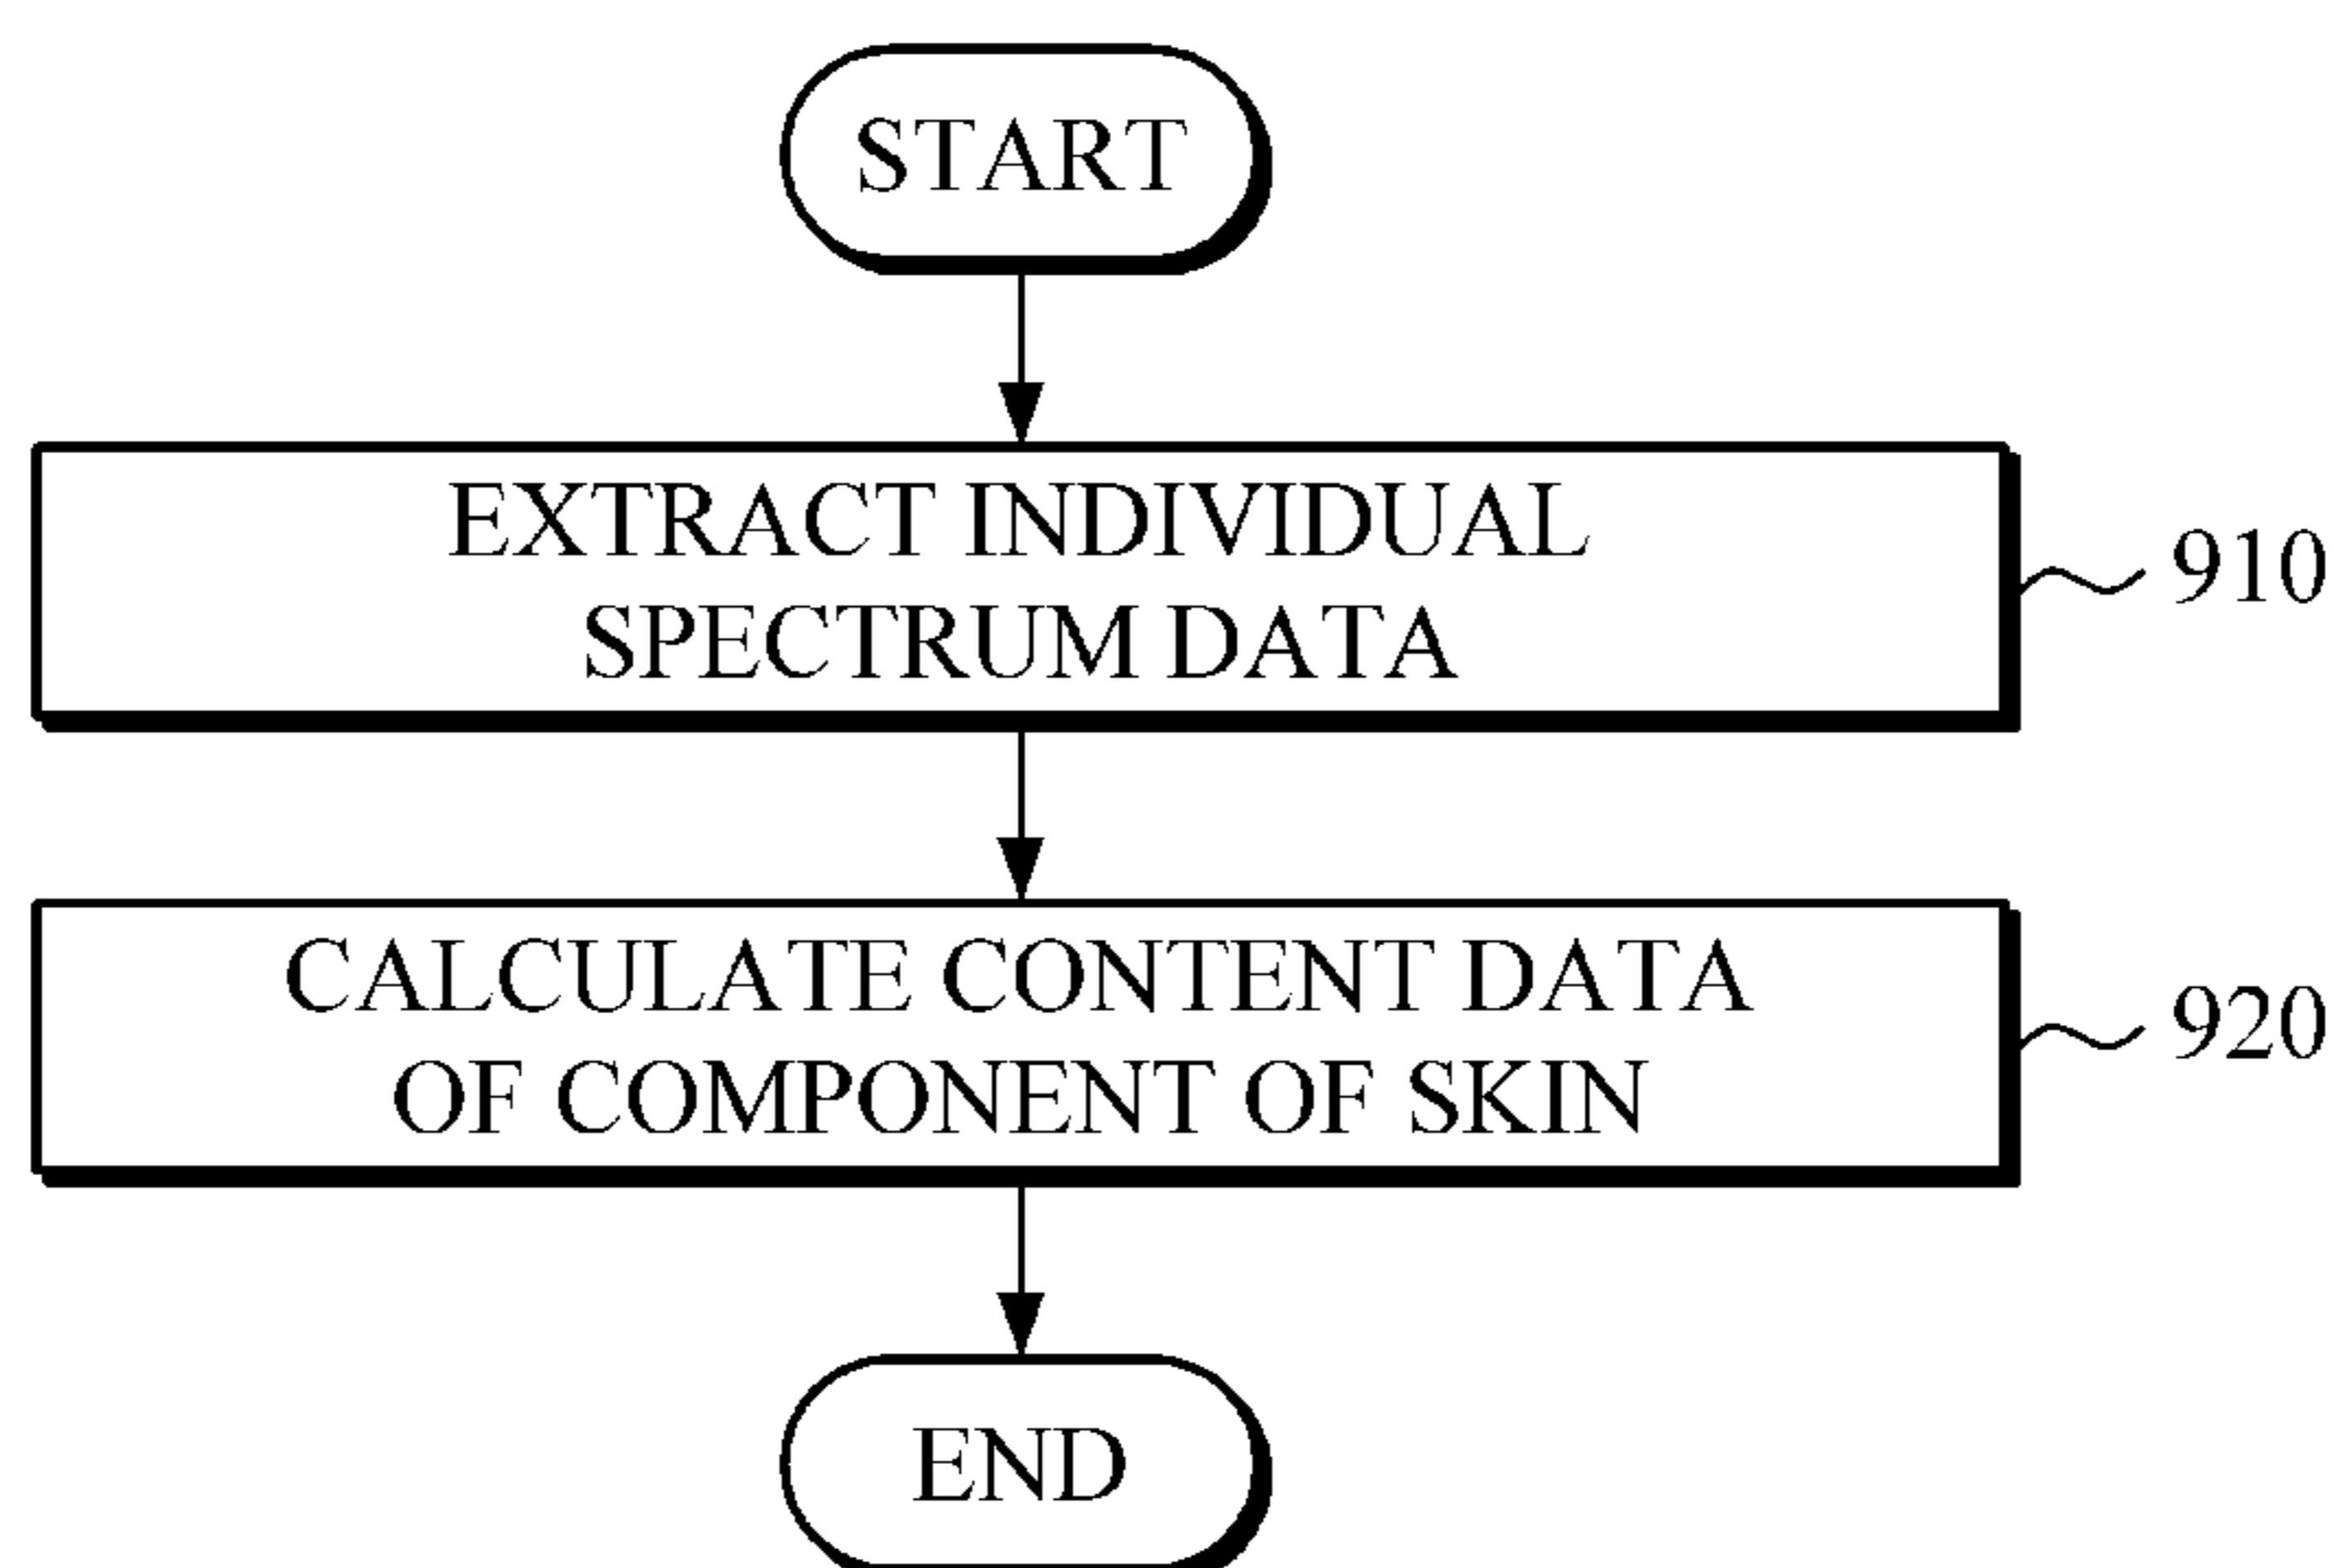 START
EXTRACT INDIVIDUAL
SPECTRUM DATA
910
CALCULATE CONTENT DATA
OF COMPONENT OF SKIN
920
END